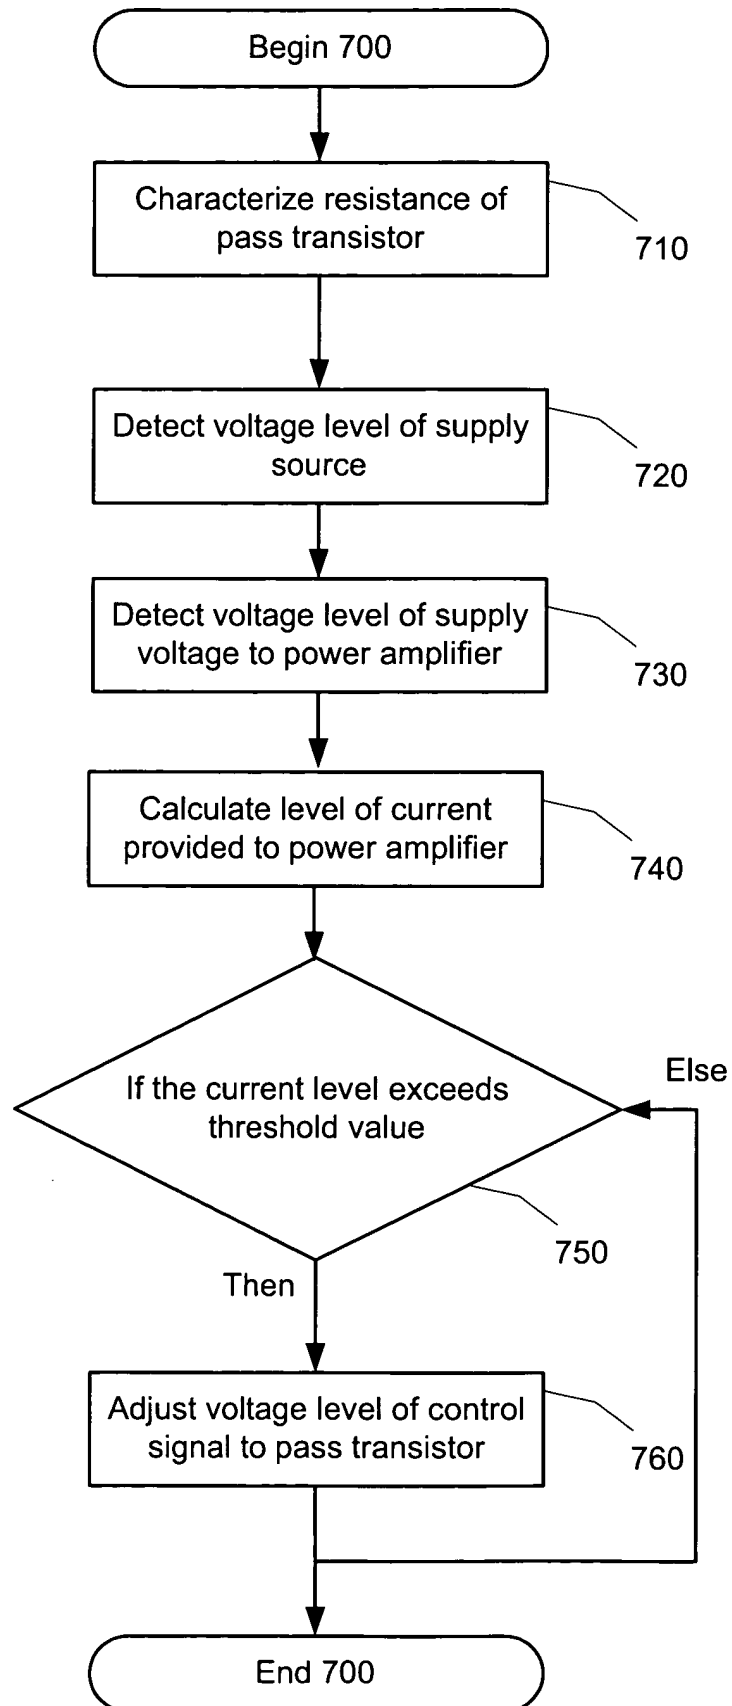 Begin 700
Characterize resistance of
pass transistor
710
Detect voltage level of supply
source
720
Detect voltage level of supply
voltage to power amplifier
730
Calculate level of current
provided to power amplifier
740
Else
If the current level exceeds
threshold value
750
Then
Adjust voltage level of control
signal to pass transistor
760
End 700